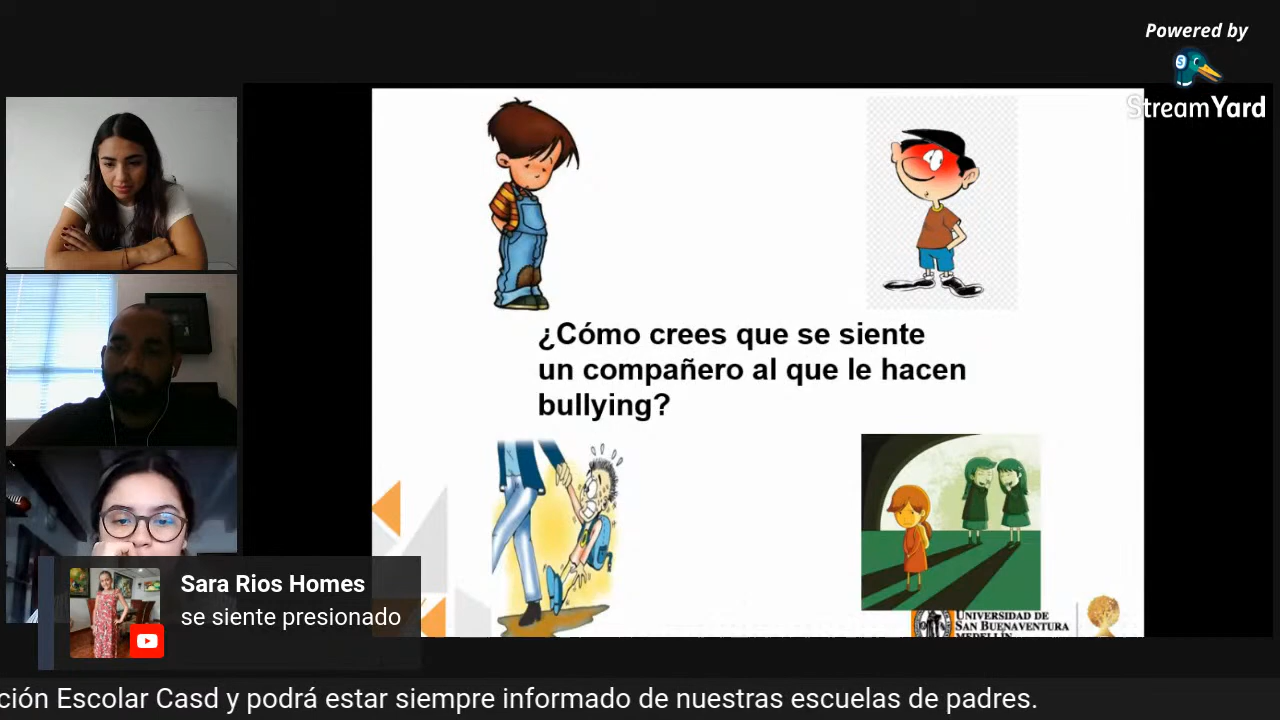 Powered by
StreamYard
¿Cómo crees que se siente
un compañero al que le hacen
bullying?
Sara Rios Homes
se siente presionado
UNIVERSIDAD DE
SAN BUENAVENTURA
MEDELLÍN
ción Escolar Casd y podrá estar siempre informado de nuestras escuelas de padres.